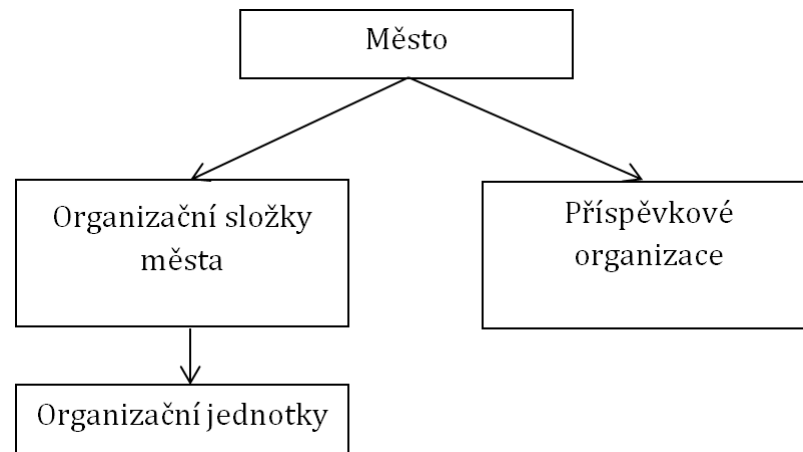 Město
Organizační složky
města
Příspěvkové
organizace
Organizační jednotky